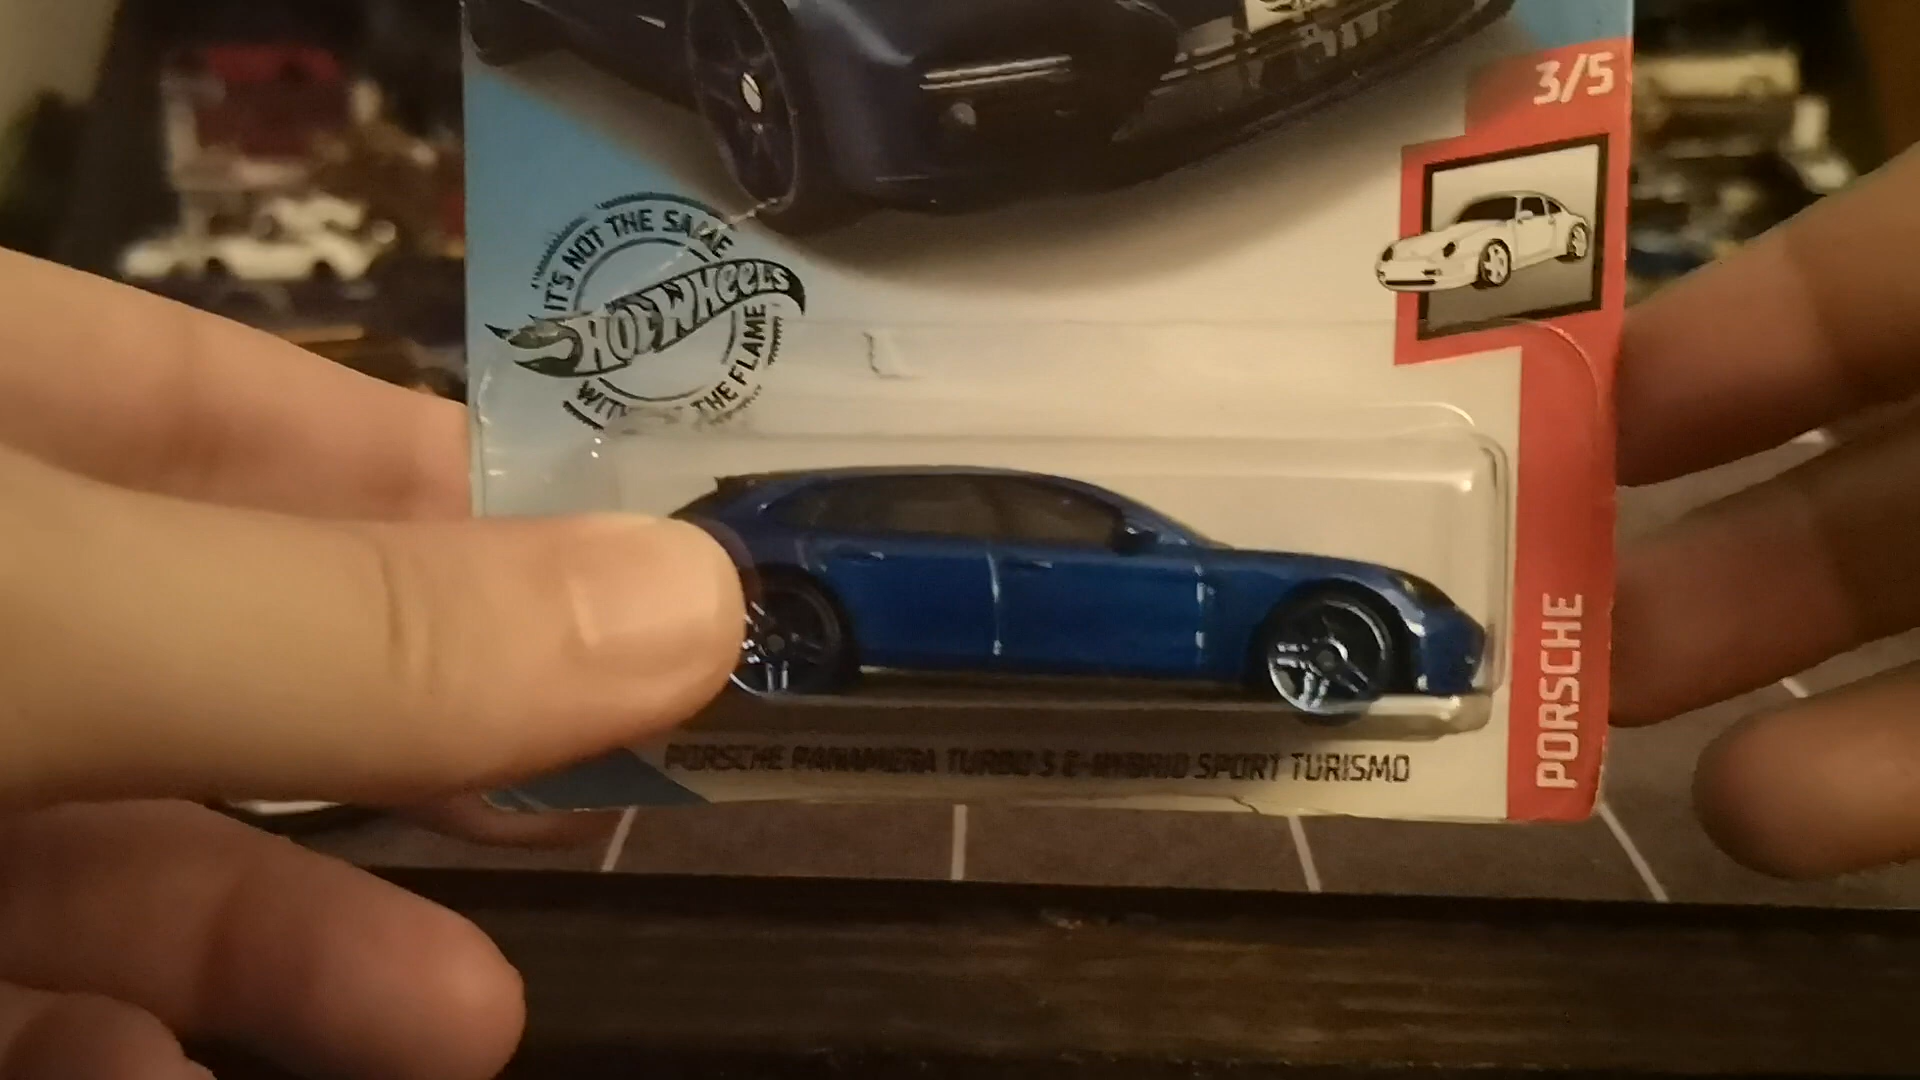 3/5
IT'S NOT THE SAME
HOT WHEELS
THE FLAME
PORSCHE
PORSCHE PANAMERA TURBO S E-HYBRID SPORT TURISMO